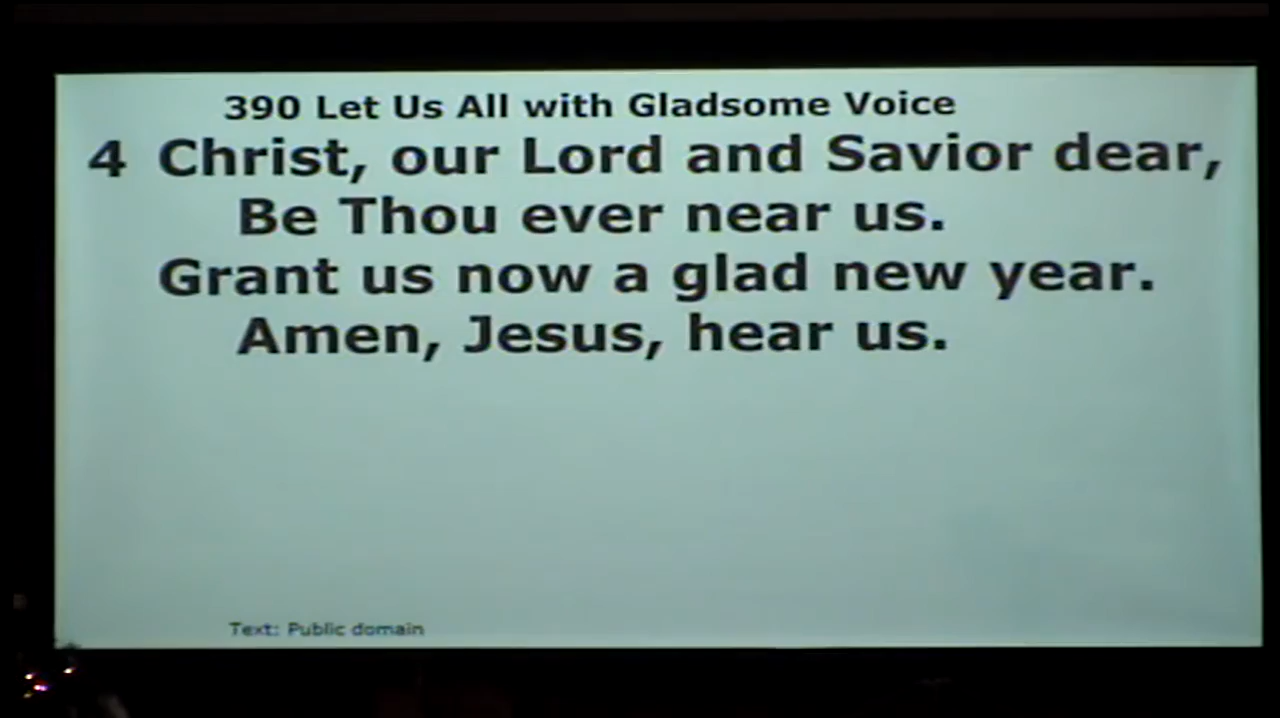 390 Let Us All with Gladsome Voice
4 Christ, our Lord and Savior dear,
Be Thou ever near us.
Grant us now a glad new year.
Amen, Jesus, hear us.
Text: Public domain